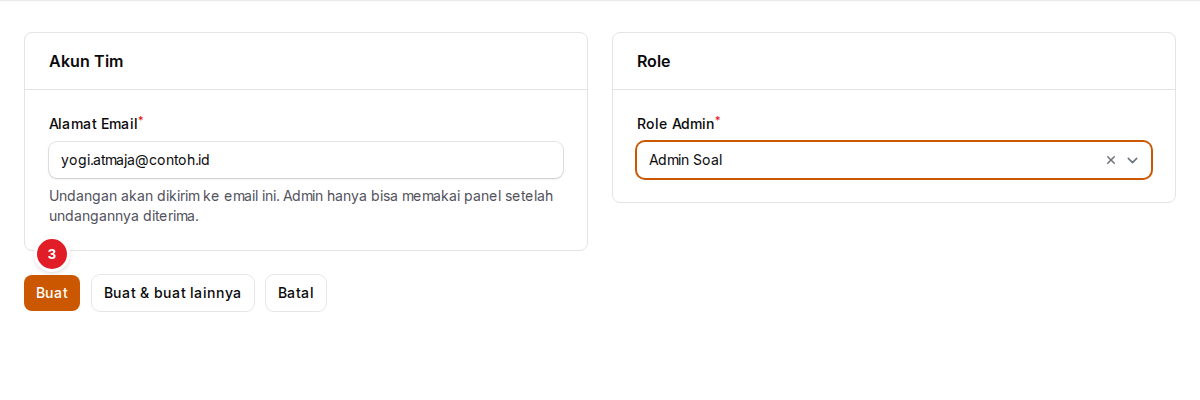 Akun Tim
Alamat Email*
yogi.atmaja@contoh.id
Undangan akan dikirim ke email ini. Admin hanya bisa memakai panel setelah
undangannya diterima.
Role
Role Admin*
Admin Soal
3
Buat
Buat & buat lainnya
Batal